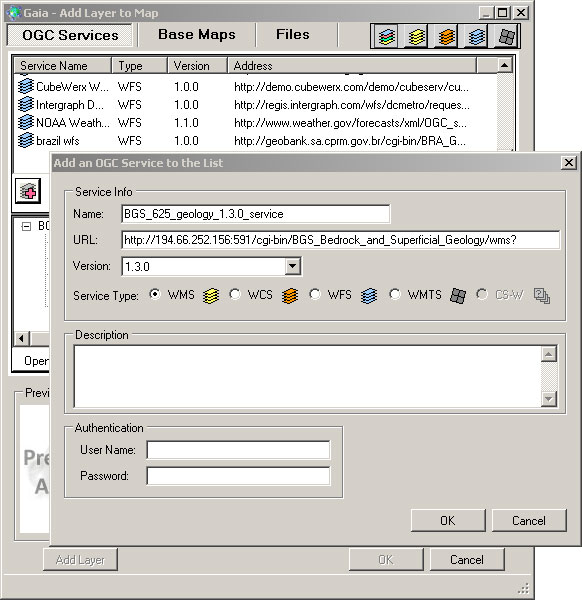 Gaia - Add Layer to Map
OGC Services Base Maps Files
Service Name Type Version Address
CubeWerx W... WFS 1.0.0 http://demo.cubewerx.com/demo/cubeserv/cu...
Intergraph D... WFS 1.0.0 http://regis.intergraph.com/wfs/dcmetro/reques...
NOAA Weath... WFS 1.1.0 http://www.weather.gov/forecasts/xml/OGC_s...
brazil wfs WFS 1.0.0 http://geobank.sa.cprm.gov.br/cgi-bin/BRA_G...
Add an OGC Service to the List
Service Info
Name: BGS_625_geology_1.3.0_service
URL: http://194.66.252.156:591/cgi-bin/BGS_Bedrock_and_Superficial_Geology/wms?
Version: 1.3.0
Service Type: WMS WCS WFS WMTS CS-W
Description
Authentication
User Name:
Password:
OK Cancel
BG
Open
Previ
Pre
A
Add Layer OK Cancel